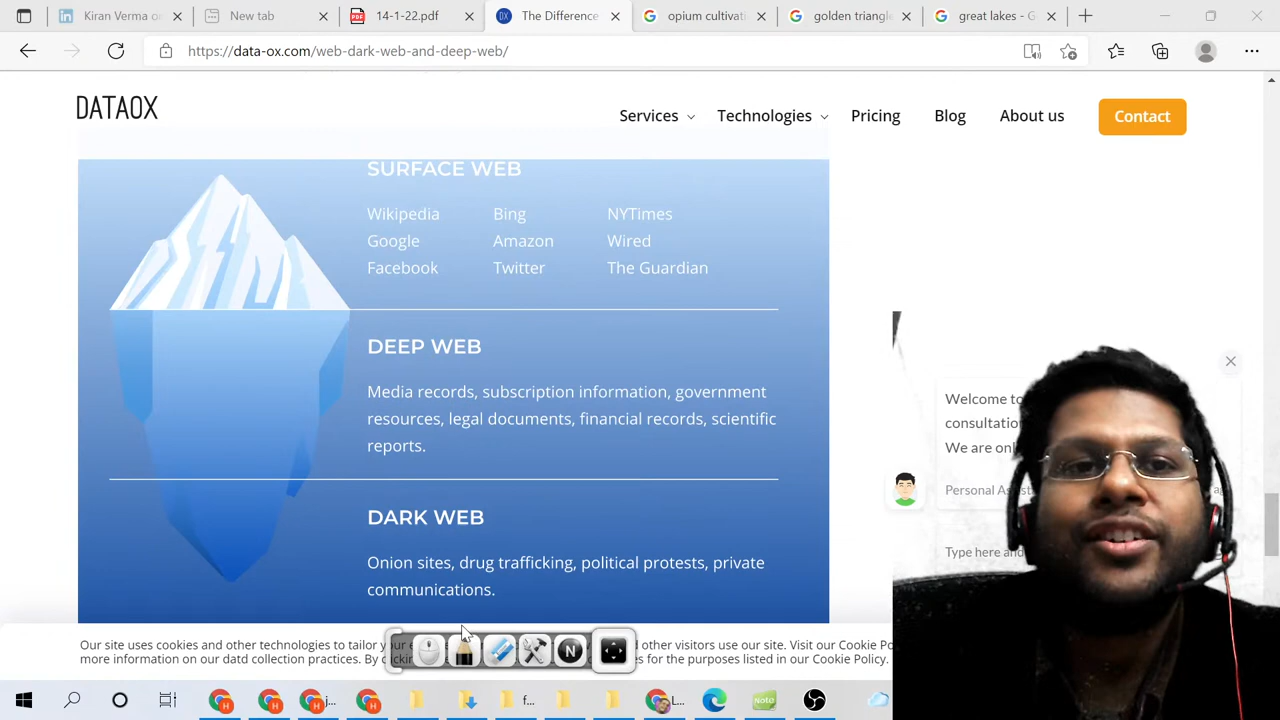 Kiran Verma on
New tab
14-1-22.pdf
The Difference
opium cultivati
golden triangle
great lakes - G
https://data-ox.com/web-dark-web-and-deep-web/
DATAOX
Services
Technologies
Pricing
Blog
About us
Contact
SURFACE WEB
Wikipedia Bing NYTimes
Google Amazon Wired
Facebook Twitter The Guardian
DEEP WEB
Media records, subscription information, government
resources, legal documents, financial records, scientific
reports.
DARK WEB
Onion sites, drug trafficking, political protests, private
communications.
Welcome to
consultation
We are onl
Personal Assist
Type here and
Our site uses cookies and other technologies to tailor your other visitors use our site. Visit our Cookie Po
more information on our datd collection practices. By click for the purposes listed in our Cookie Policy.
N